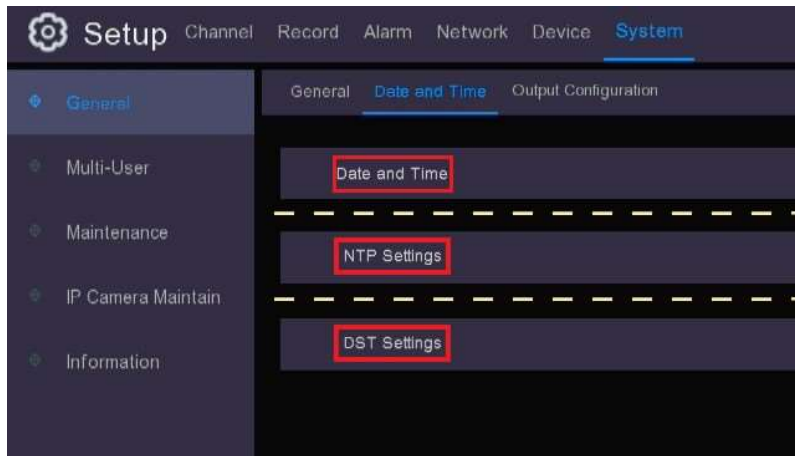 Setup Channel Record Alarm Network Device System
General
General Date and Time Output Configuration
Multi-User
Date and Time
Maintenance
NTP Settings
IP Camera Maintain
DST Settings
Information